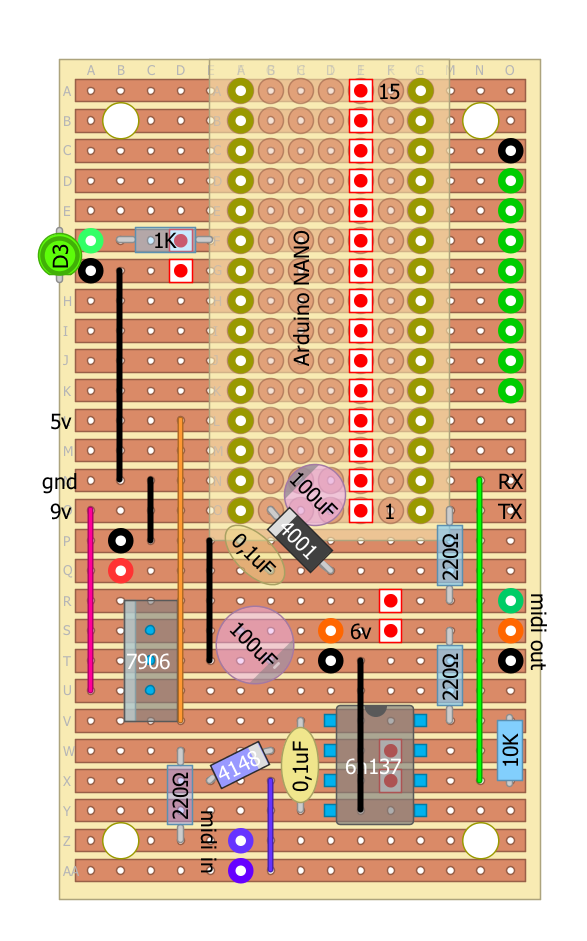 A B C D E A B C D E F G M N O
A
15
B
C
D
E
1K
D3
G
H
I
Arduino NANO
J
K
5v
M
gnd
N
RX
100uF
9v
O
1
TX
P
4001
0,1uF
220Ω
Q
R
S
6v
midi out
100uF
T
7906
220Ω
U
V
W
4148
0,1uF
6n137
10K
X
220Ω
Y
midi in
Z
AA